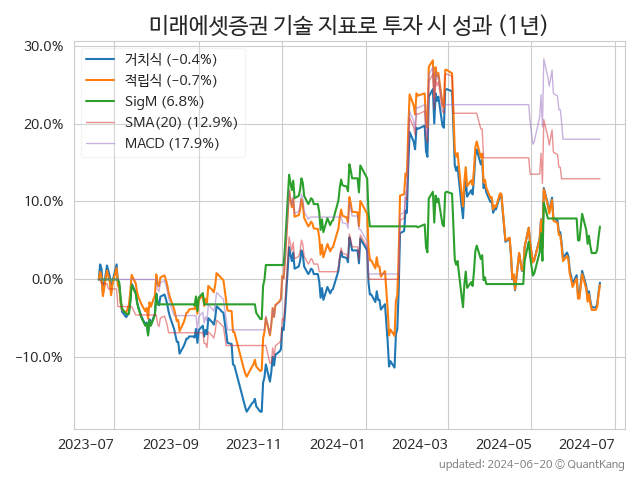 미래에셋증권 기술 지표로 투자 시 성과 (1년)
거치식 (−0.4%)
적립식 (−0.7%)
SigM (6.8%)
SMA(20) (12.9%)
MACD (17.9%)
30.0%
20.0%
10.0%
0.0%
−10.0%
2023-07 2023-09 2023-11 2024-01 2024-03 2024-05 2024-07
updated: 2024-06-20 © QuantKang